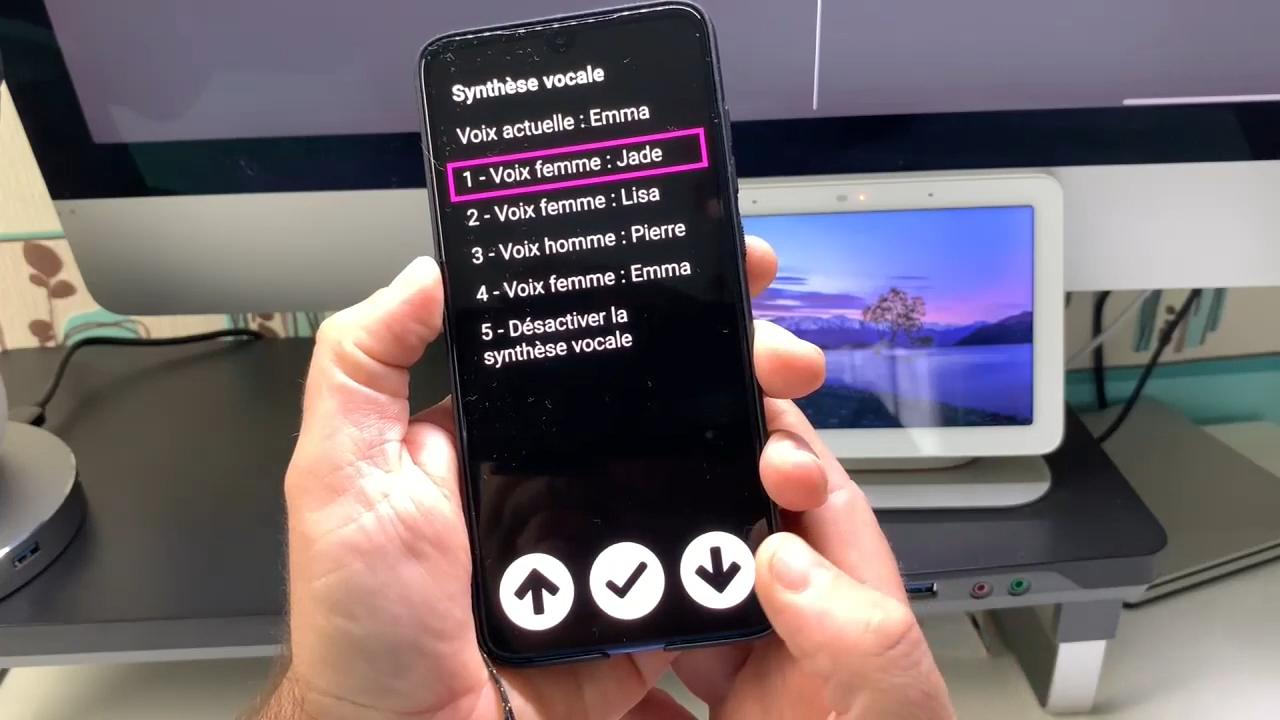 Synthèse vocale
Voix actuelle : Emma
1 - Voix femme : Jade
2 - Voix femme : Lisa
3 - Voix homme : Pierre
4 - Voix femme : Emma
5 - Désactiver la
synthèse vocale